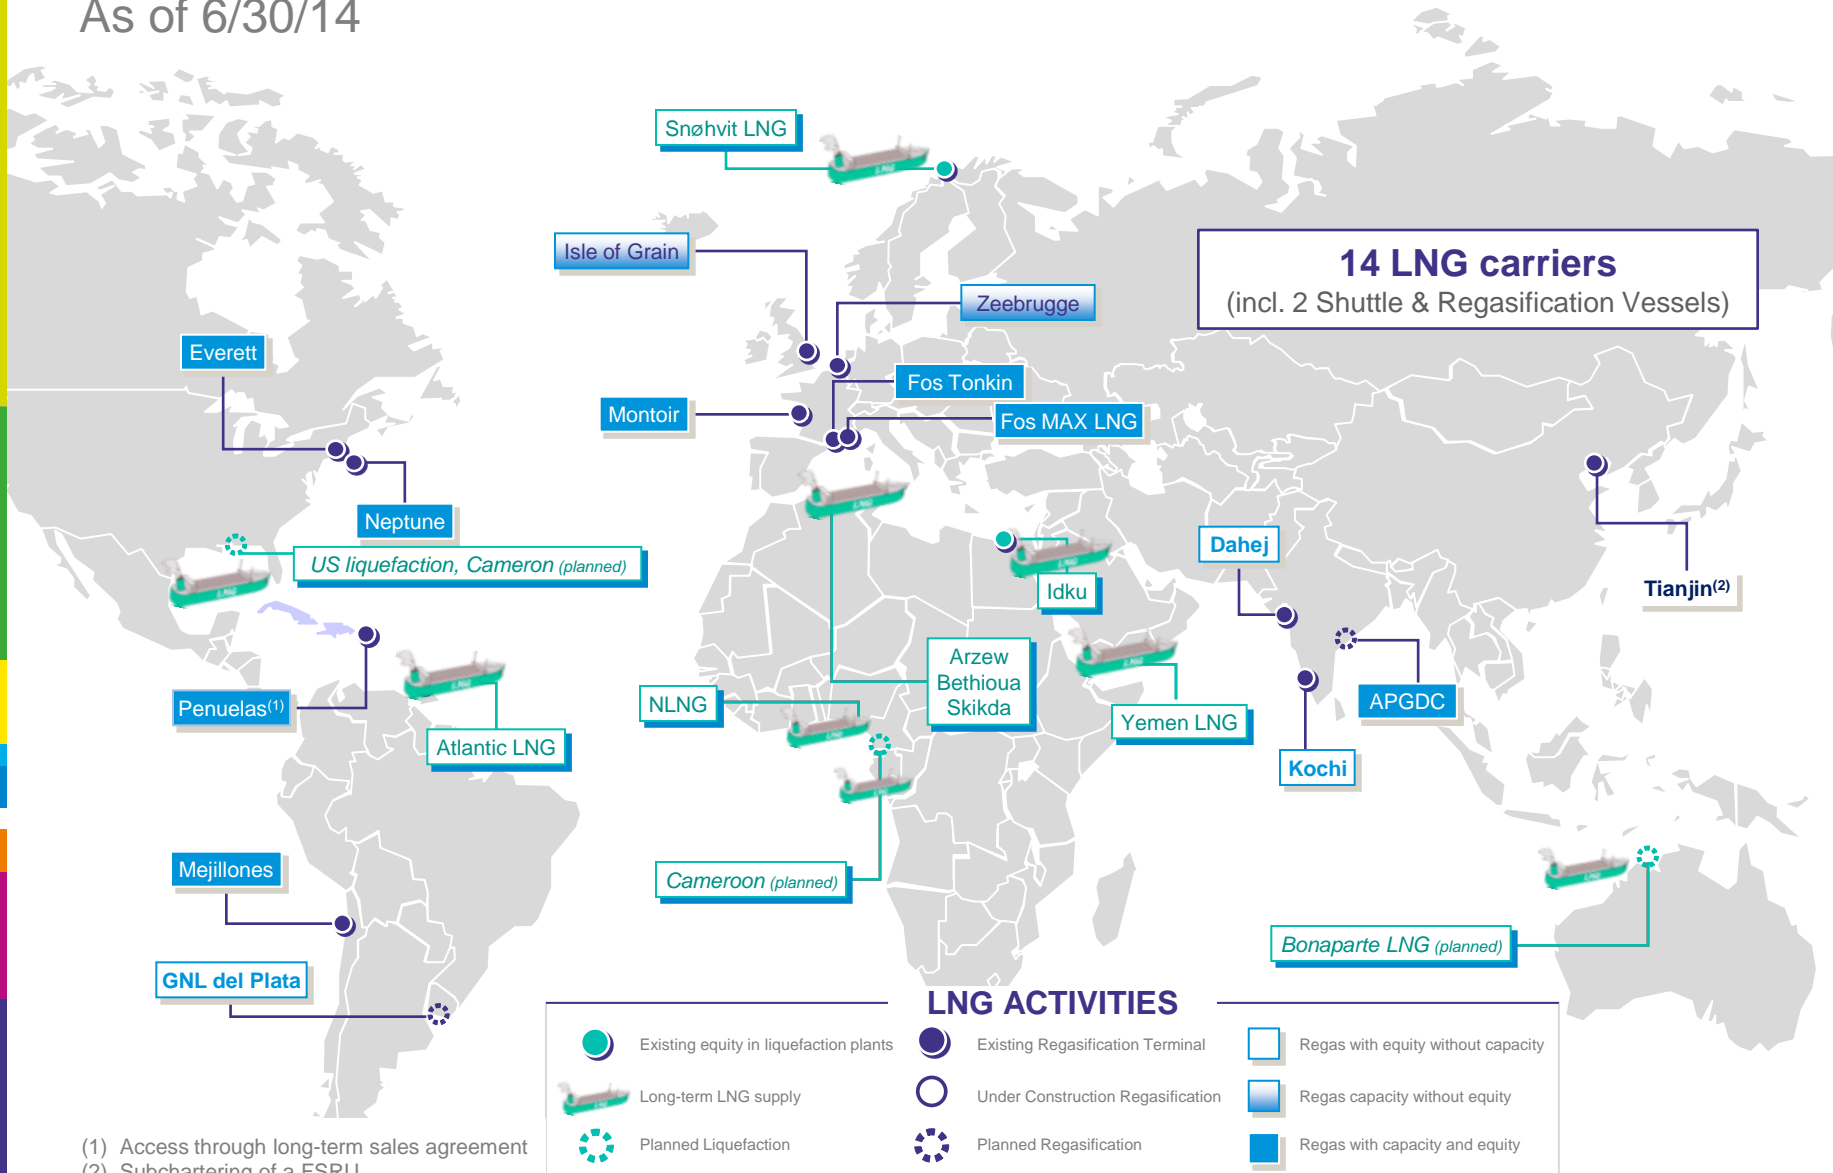 As of 6/30/14
Snøhvit LNG
Isle of Grain
14 LNG carriers
(incl. 2 Shuttle & Regasification Vessels)
Zeebrugge
Everett
Fos Tonkin
Montoir
Fos MAX LNG
Neptune
Dahej
US liquefaction, Cameron (planned)
Idku
Tianjin(2)
Arzew
Bethioua
Skikda
NLNG
APGDC
Penuelas(1)
Yemen LNG
Atlantic LNG
Kochi
Mejillones
Cameroon (planned)
Bonaparte LNG (planned)
GNL del Plata
LNG ACTIVITIES
Existing equity in liquefaction plants
Existing Regasification Terminal
Regas with equity without capacity
Long-term LNG supply
Under Construction Regasification
Regas capacity without equity
Planned Liquefaction
Planned Regasification
Regas with capacity and equity
(1) Access through long-term sales agreement
(2) Subchartering of a FSRU